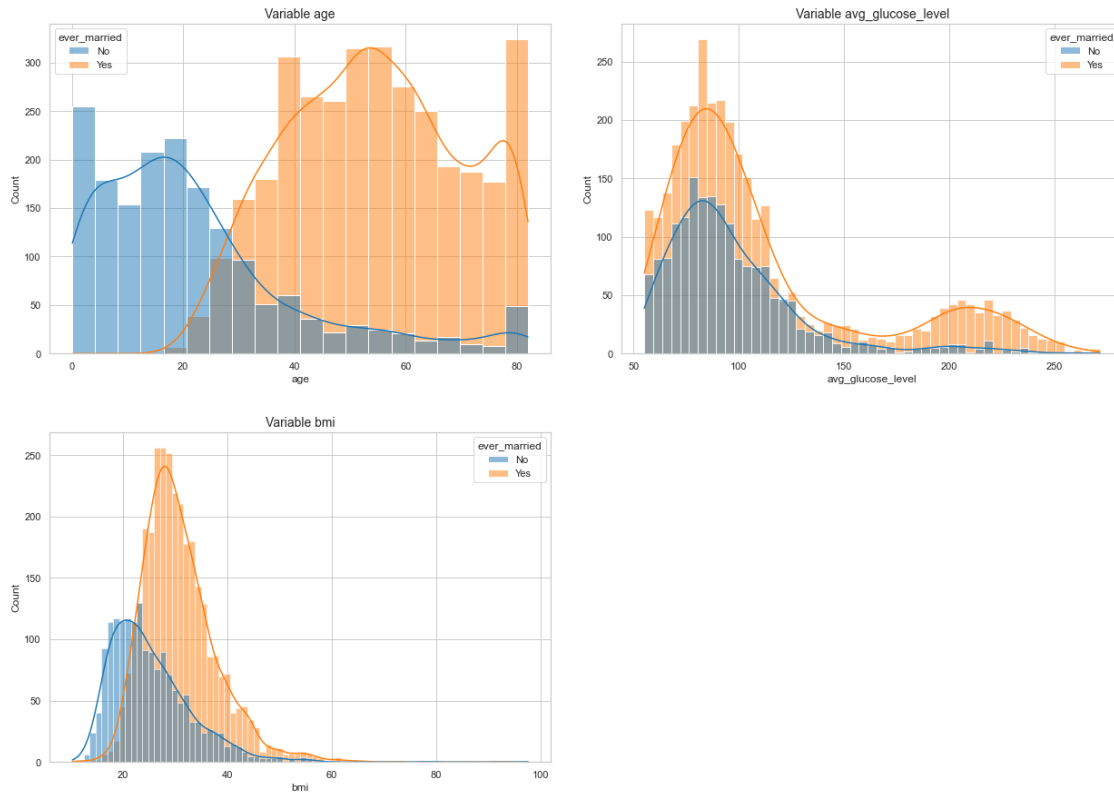 Variable age
ever_married
No
Yes
Count
300
250
200
150
100
50
0
0
20
40
60
80
age
Variable avg_glucose_level
ever_married
No
Yes
Count
250
200
150
100
50
0
50
100
150
200
250
avg_glucose_level
Variable bmi
ever_married
No
Yes
Count
250
200
150
100
50
0
20
40
60
80
100
bmi